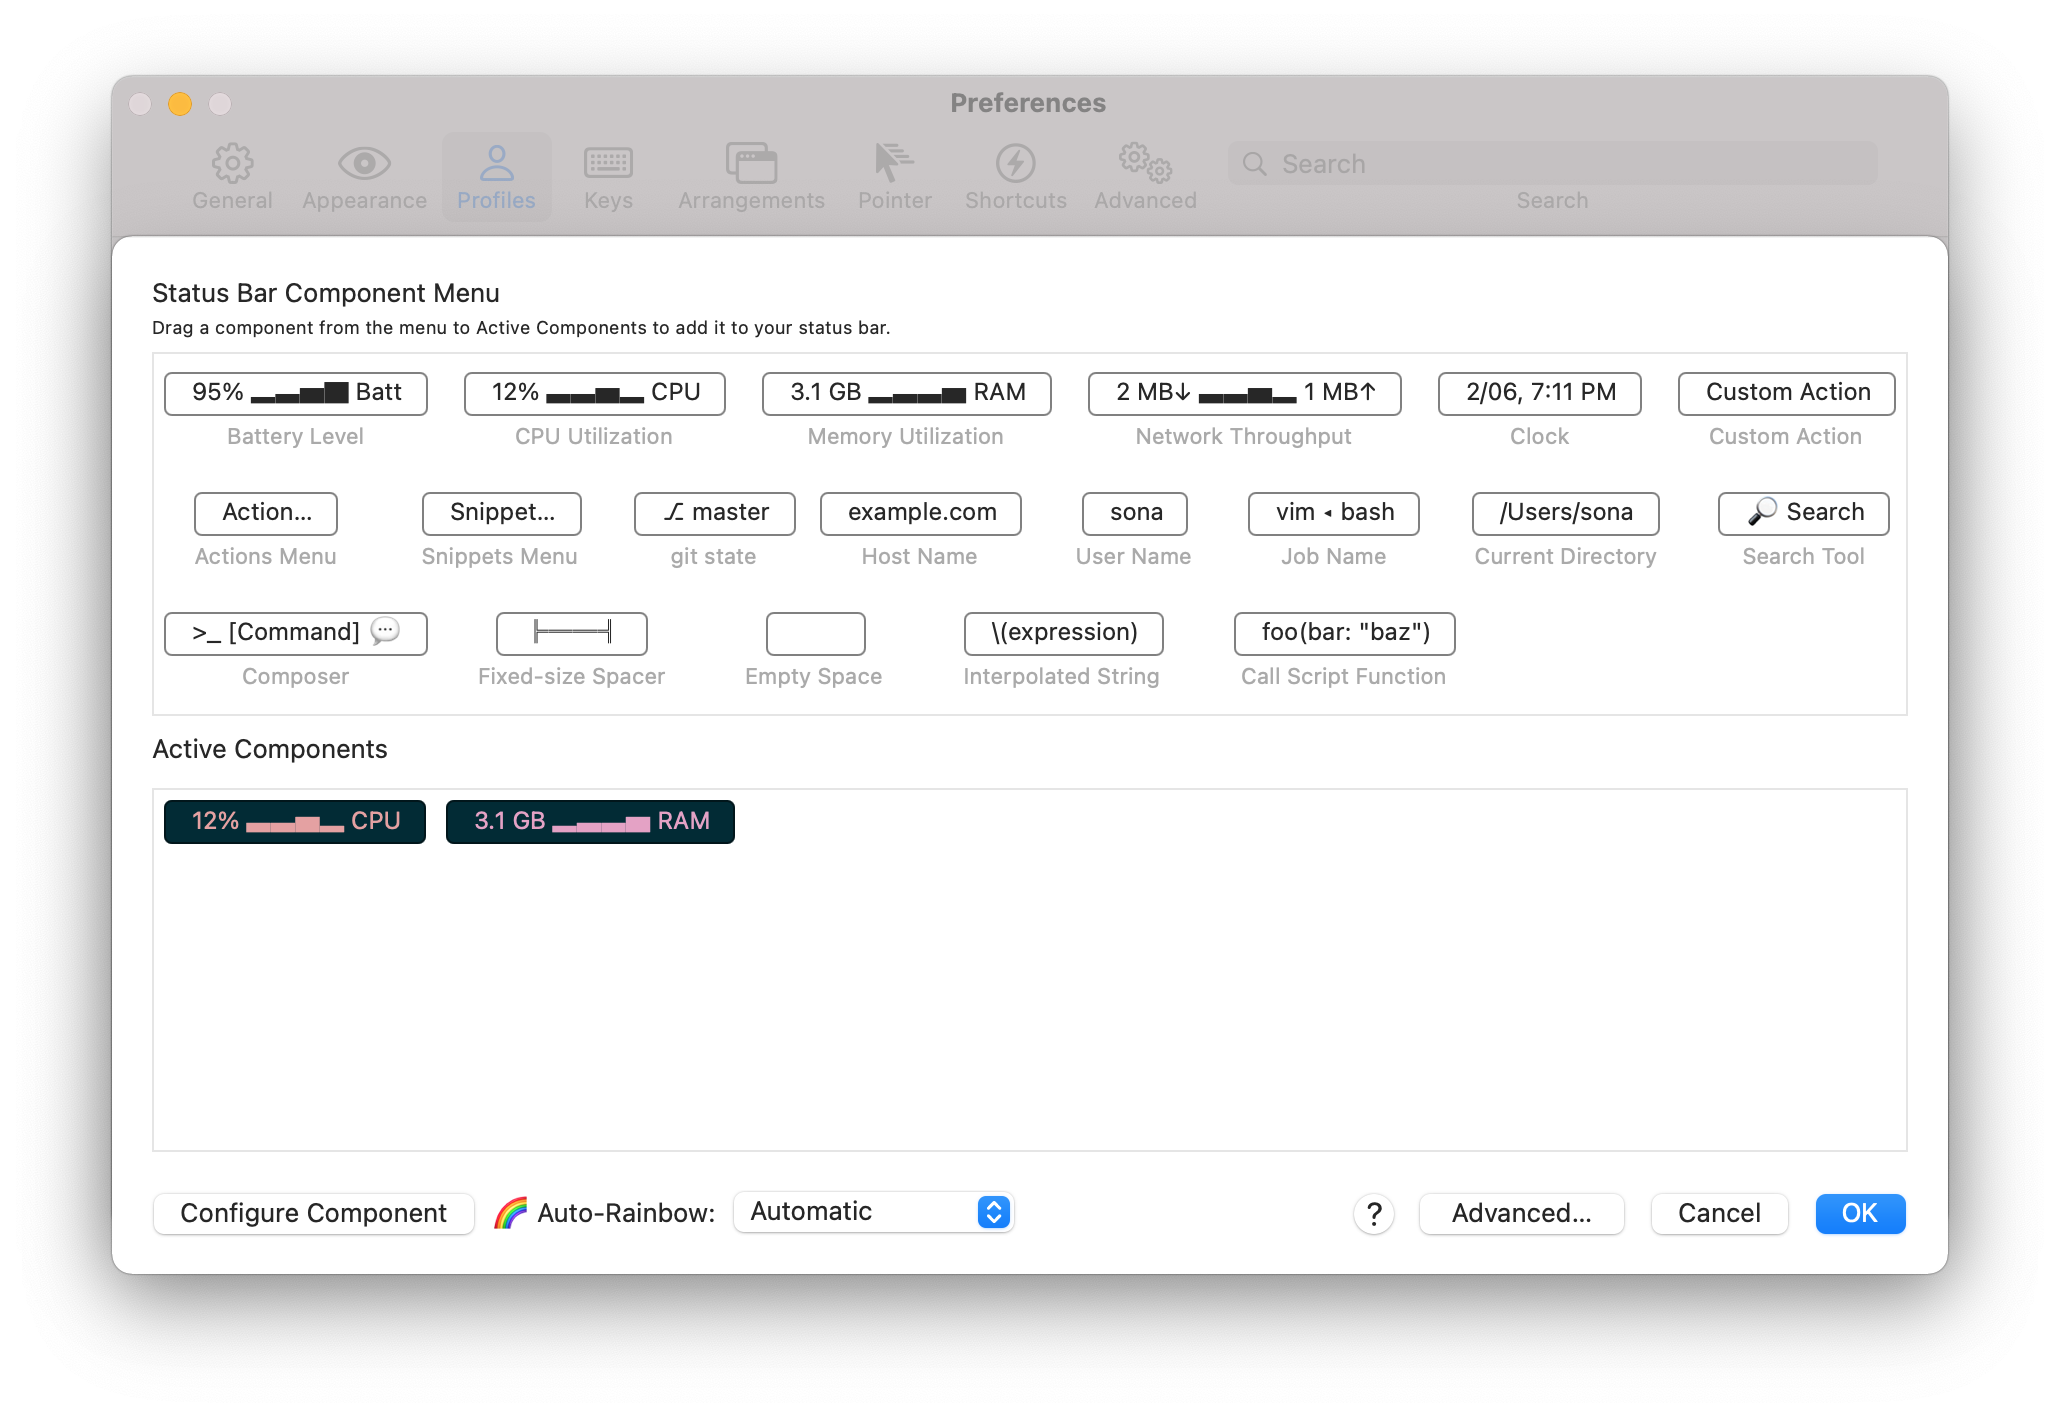 Preferences
General Appearance Profiles Keys Arrangements Pointer Shortcuts Advanced Search
Search
Status Bar Component Menu
Drag a component from the menu to Active Components to add it to your status bar.
95% ▂▃▅▇ Batt 12% ▂▂▅▂ CPU 3.1 GB ▂▂▂▅ RAM 2 MB↓ ▂▂▅▂ 1 MB↑ 2/06, 7:11 PM Custom Action
Battery Level CPU Utilization Memory Utilization Network Throughput Clock Custom Action
Action... Snippet... ⎇ master example.com sona vim ◂ bash /Users/sona 🔎 Search
Actions Menu Snippets Menu git state Host Name User Name Job Name Current Directory Search Tool
>_ [Command] 💬 ╠════╣ \(expression) foo(bar: "baz")
Composer Fixed-size Spacer Empty Space Interpolated String Call Script Function
Active Components
12% ▂▂▅▂ CPU 3.1 GB ▂▂▂▅ RAM
Configure Component 🌈 Auto-Rainbow: Automatic ? Advanced... Cancel OK